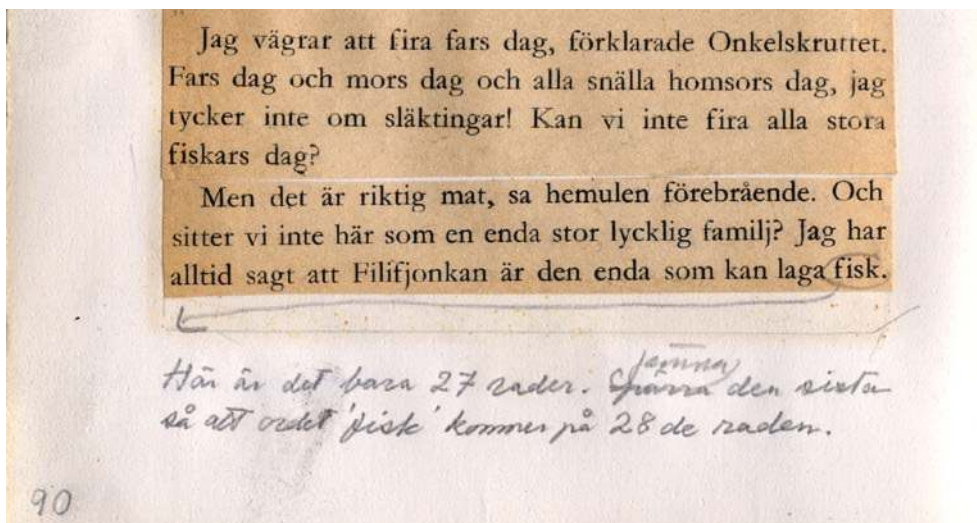 Jag vägrar att fira fars dag, förklarade Onkelskruttet.
Fars dag och mors dag och alla snälla homsors dag, jag
tycker inte om släktingar! Kan vi inte fira alla stora
fiskars dag?
Men det är riktig mat, sa hemulen förebrående. Och
sitter vi inte här som en enda stor lycklig familj? Jag har
alltid sagt att Filifjonkan är den enda som kan laga fisk.
jämna
Här är det bara 27 rader. Spärra den sista
så att ordet 'fisk' kommer på 28 de raden.
90